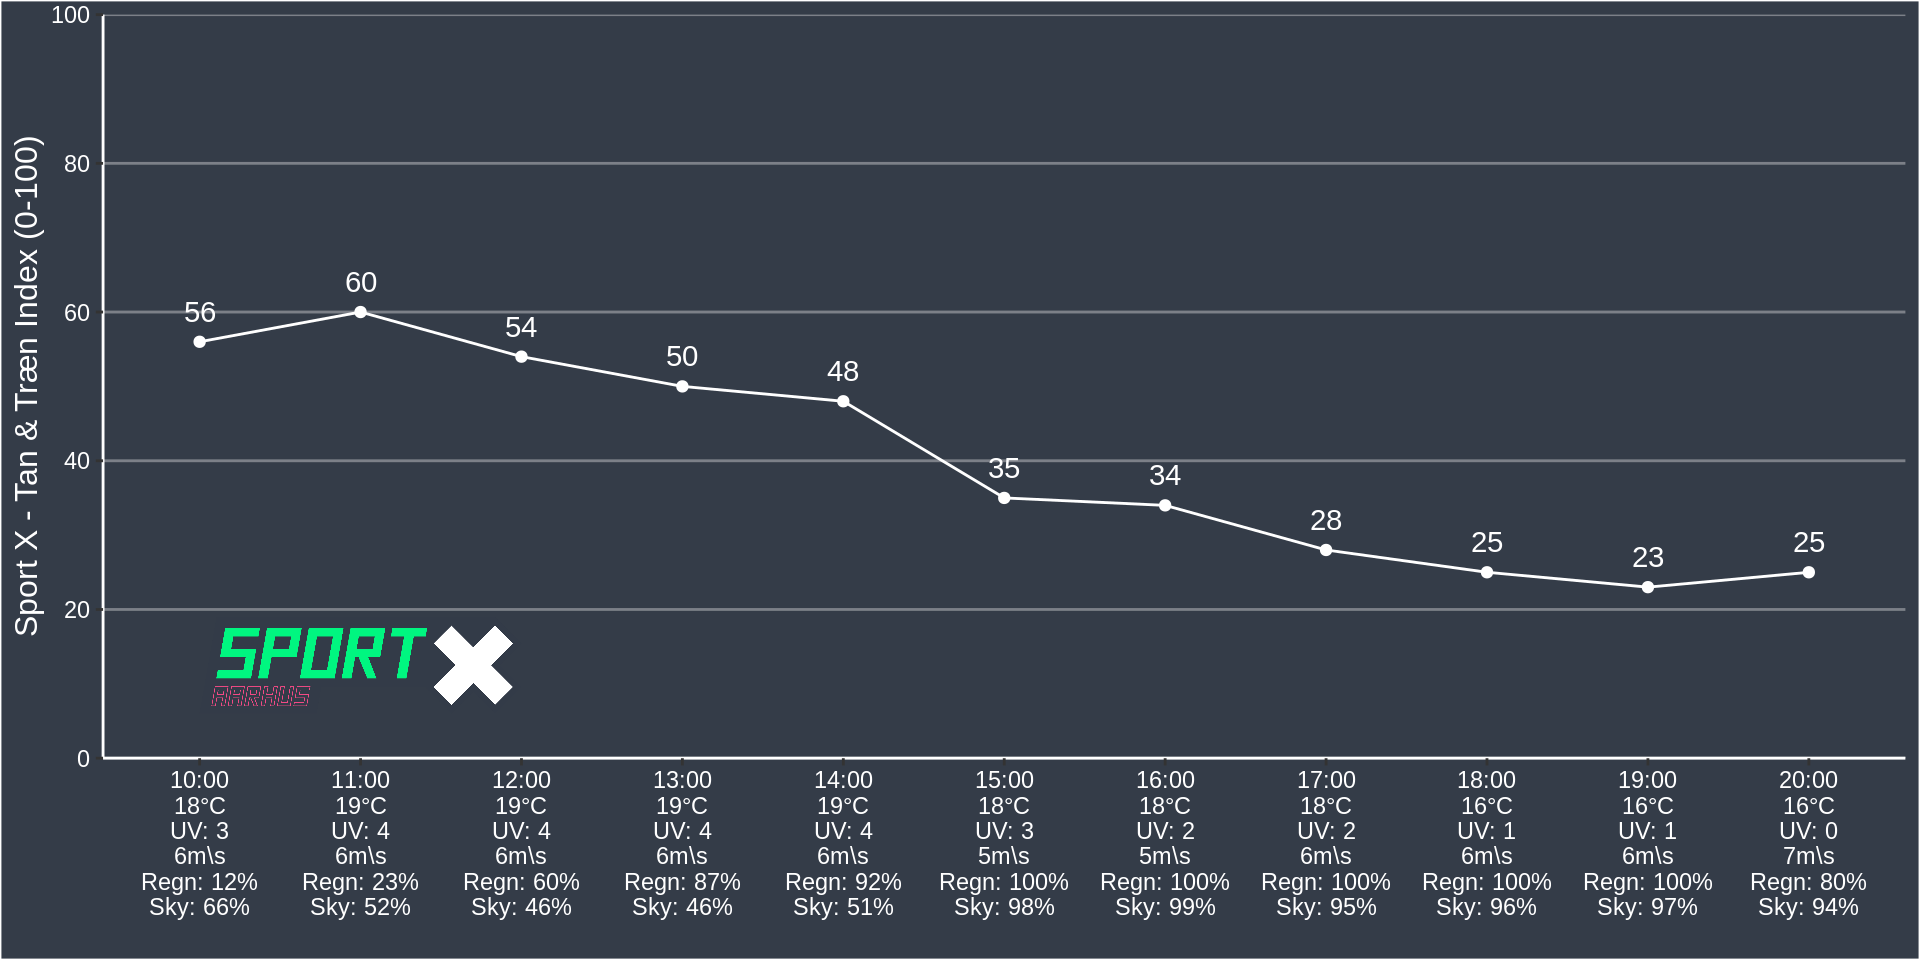 Sport X - Tan & Træn Index (0-100)
100
80
60
40
20
0
56
60
54
50
48
35
34
28
25
23
25
SPORT X
AARHUS
10:00 11:00 12:00 13:00 14:00 15:00 16:00 17:00 18:00 19:00 20:00
18°C 19°C 19°C 19°C 19°C 18°C 18°C 18°C 16°C 16°C 16°C
UV: 3 UV: 4 UV: 4 UV: 4 UV: 4 UV: 3 UV: 2 UV: 2 UV: 1 UV: 1 UV: 0
6m\s 6m\s 6m\s 6m\s 6m\s 5m\s 5m\s 6m\s 6m\s 6m\s 7m\s
Regn: 12% Regn: 23% Regn: 60% Regn: 87% Regn: 92% Regn: 100% Regn: 100% Regn: 100% Regn: 100% Regn: 100% Regn: 80%
Sky: 66% Sky: 52% Sky: 46% Sky: 46% Sky: 51% Sky: 98% Sky: 99% Sky: 95% Sky: 96% Sky: 97% Sky: 94%